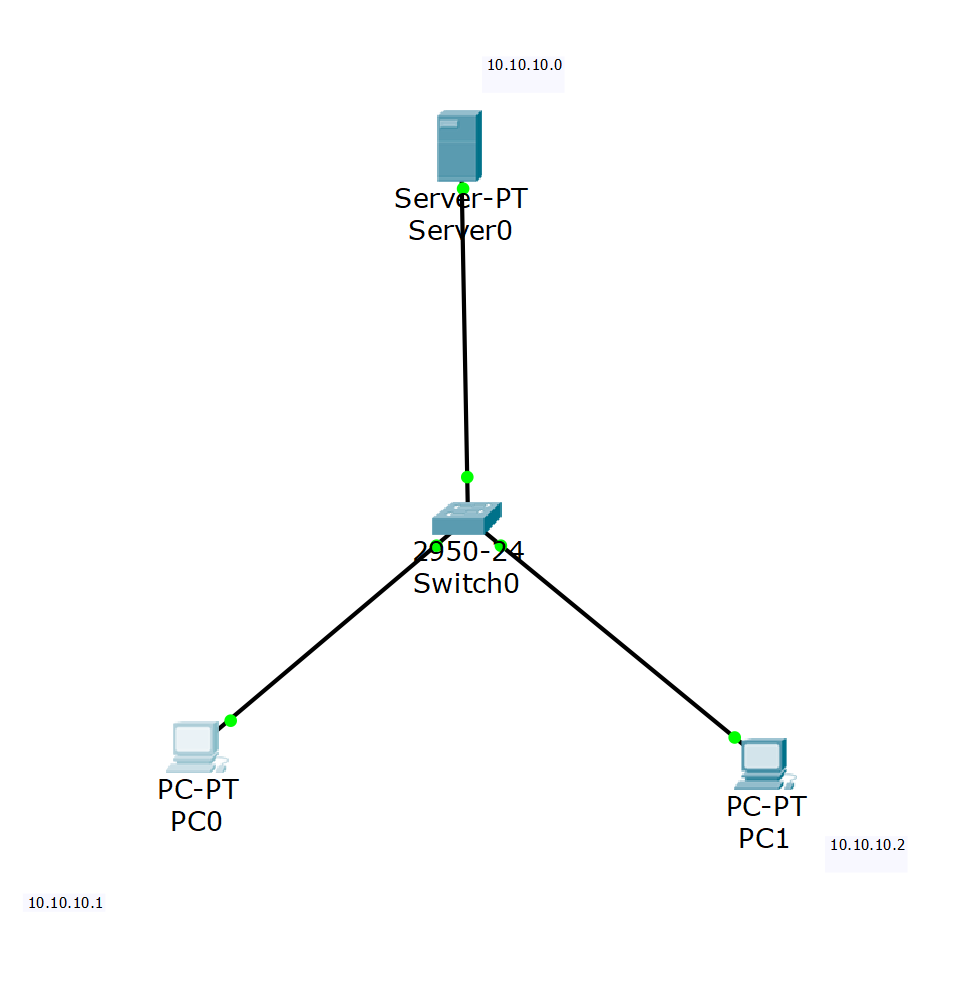 10.10.10.0
Server-PT
Server0
2950-24
Switch0
PC-PT
PC0
PC-PT
PC1
10.10.10.2
10.10.10.1